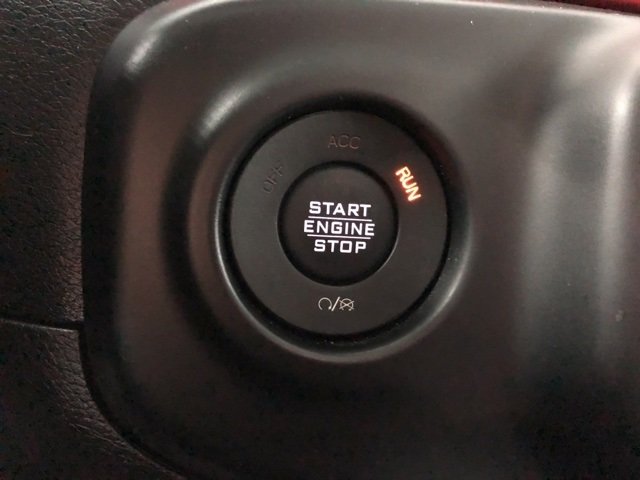 OFF
ACC
RUN
START
ENGINE
STOP